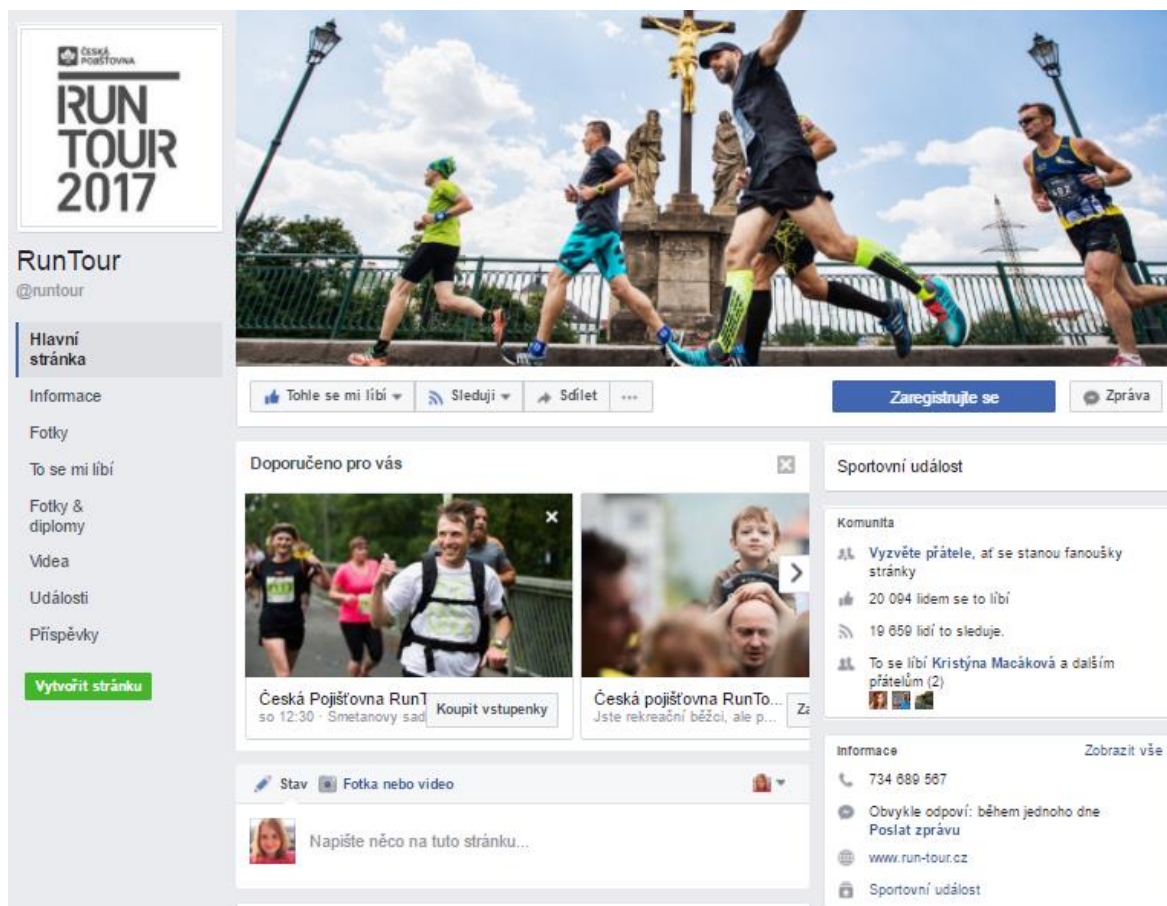 ČESKÁ
POJIŠŤOVNA
RUN
TOUR
2017
RunTour
@runtour
Hlavní
stránka
Informace
Fotky
To se mi líbí
Fotky &
diplomy
Videa
Události
Příspěvky
Vytvořit stránku
Tohle se mi líbí
Sleduji
Sdílet
...
Zaregistrujte se
Zpráva
Doporučeno pro vás
Česká Pojišťovna RunT
so 12:30 · Smetanovy sad
Koupit vstupenky
Česká pojišťovna RunTo...
Jste rekreační běžci, ale p...
Za
Stav
Fotka nebo video
Napište něco na tuto stránku...
Sportovní událost
Komunita
Vyzvěte přátele, ať se stanou fanoušky
stránky
20 094 lidem se to líbí
19 659 lidí to sleduje.
To se líbí Kristýna Macáková a dalším
přátelům (2)
Informace
Zobrazit vše
734 689 567
Obvykle odpoví: během jednoho dne
Poslat zprávu
www.run-tour.cz
Sportovní událost